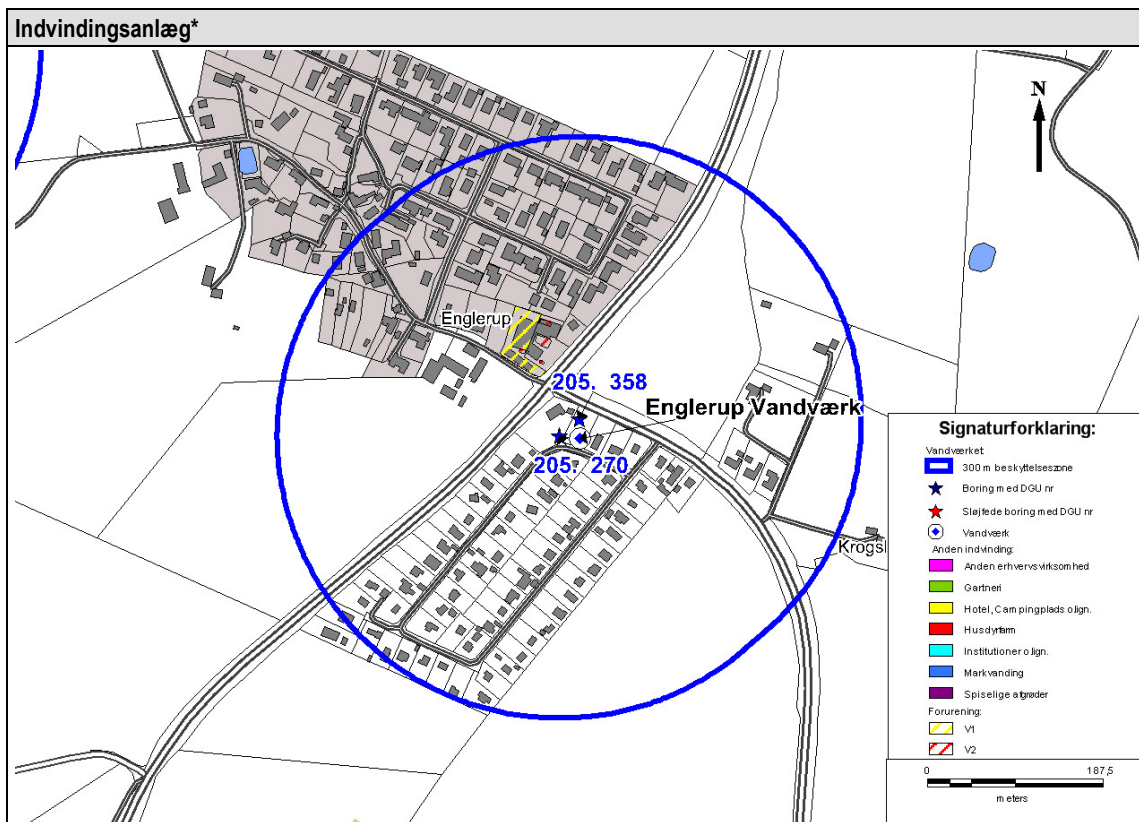 Indvindingsanlæg*
N
Englerup
205. 358
Englerup Vandværk
205. 270
Krogsl
Signaturforklaring:
Vandværket
300 m beskyttelseszone
Boring med DGU nr
Sløjfede boring med DGU nr
Vandværk
Anden indvinding:
Anden erhvervsvirksomhed
Gartneri
Hotel, Campingplads olign.
Husdyrfarm
Institutioner olign.
Markvanding
Spiselige afgrøder
Forurening:
V1
V2
0 187,5
meters